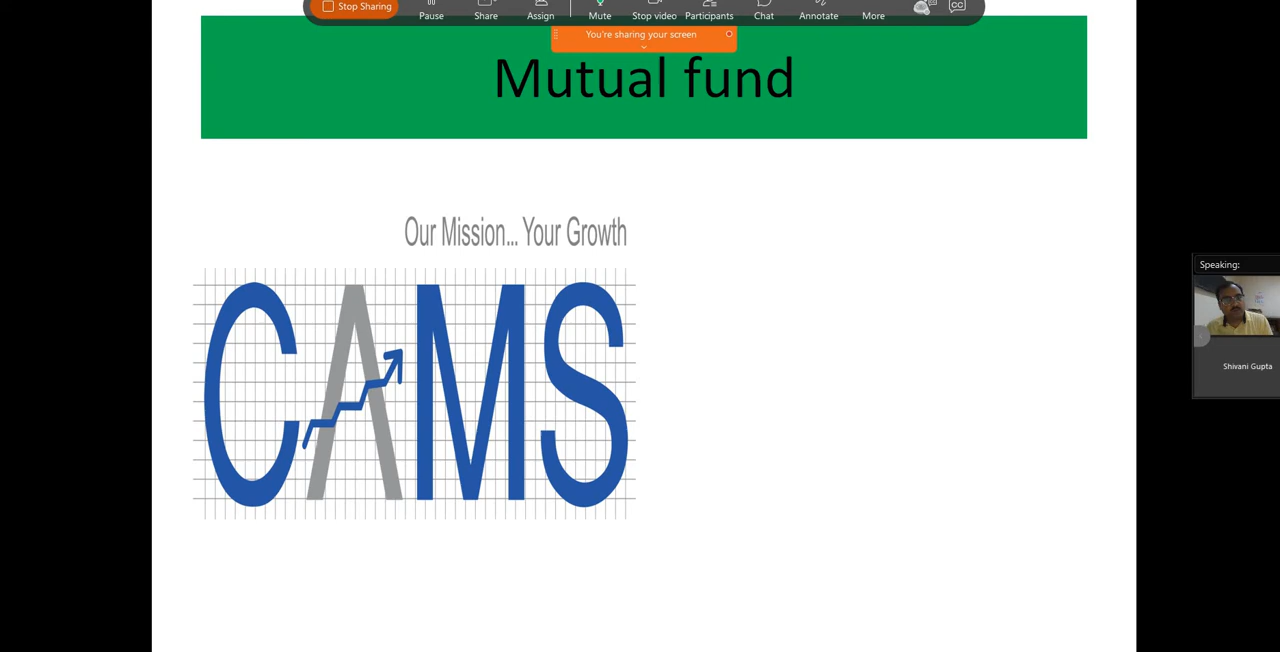 Stop Sharing
Pause
Share
Assign
Mute
Stop video
Participants
Chat
Annotate
More
CC
You're sharing your screen
Mutual fund
Our Mission... Your Growth
CAMS
Speaking:
Shivani Gupta